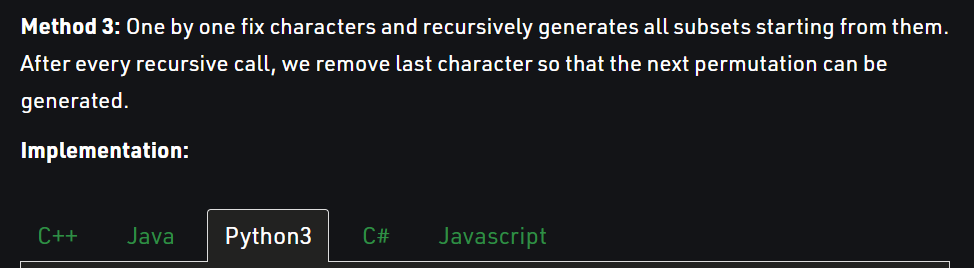 Method 3: One by one fix characters and recursively generates all subsets starting from them.
After every recursive call, we remove last character so that the next permutation can be
generated.
Implementation:
C++ Java Python3 C# Javascript